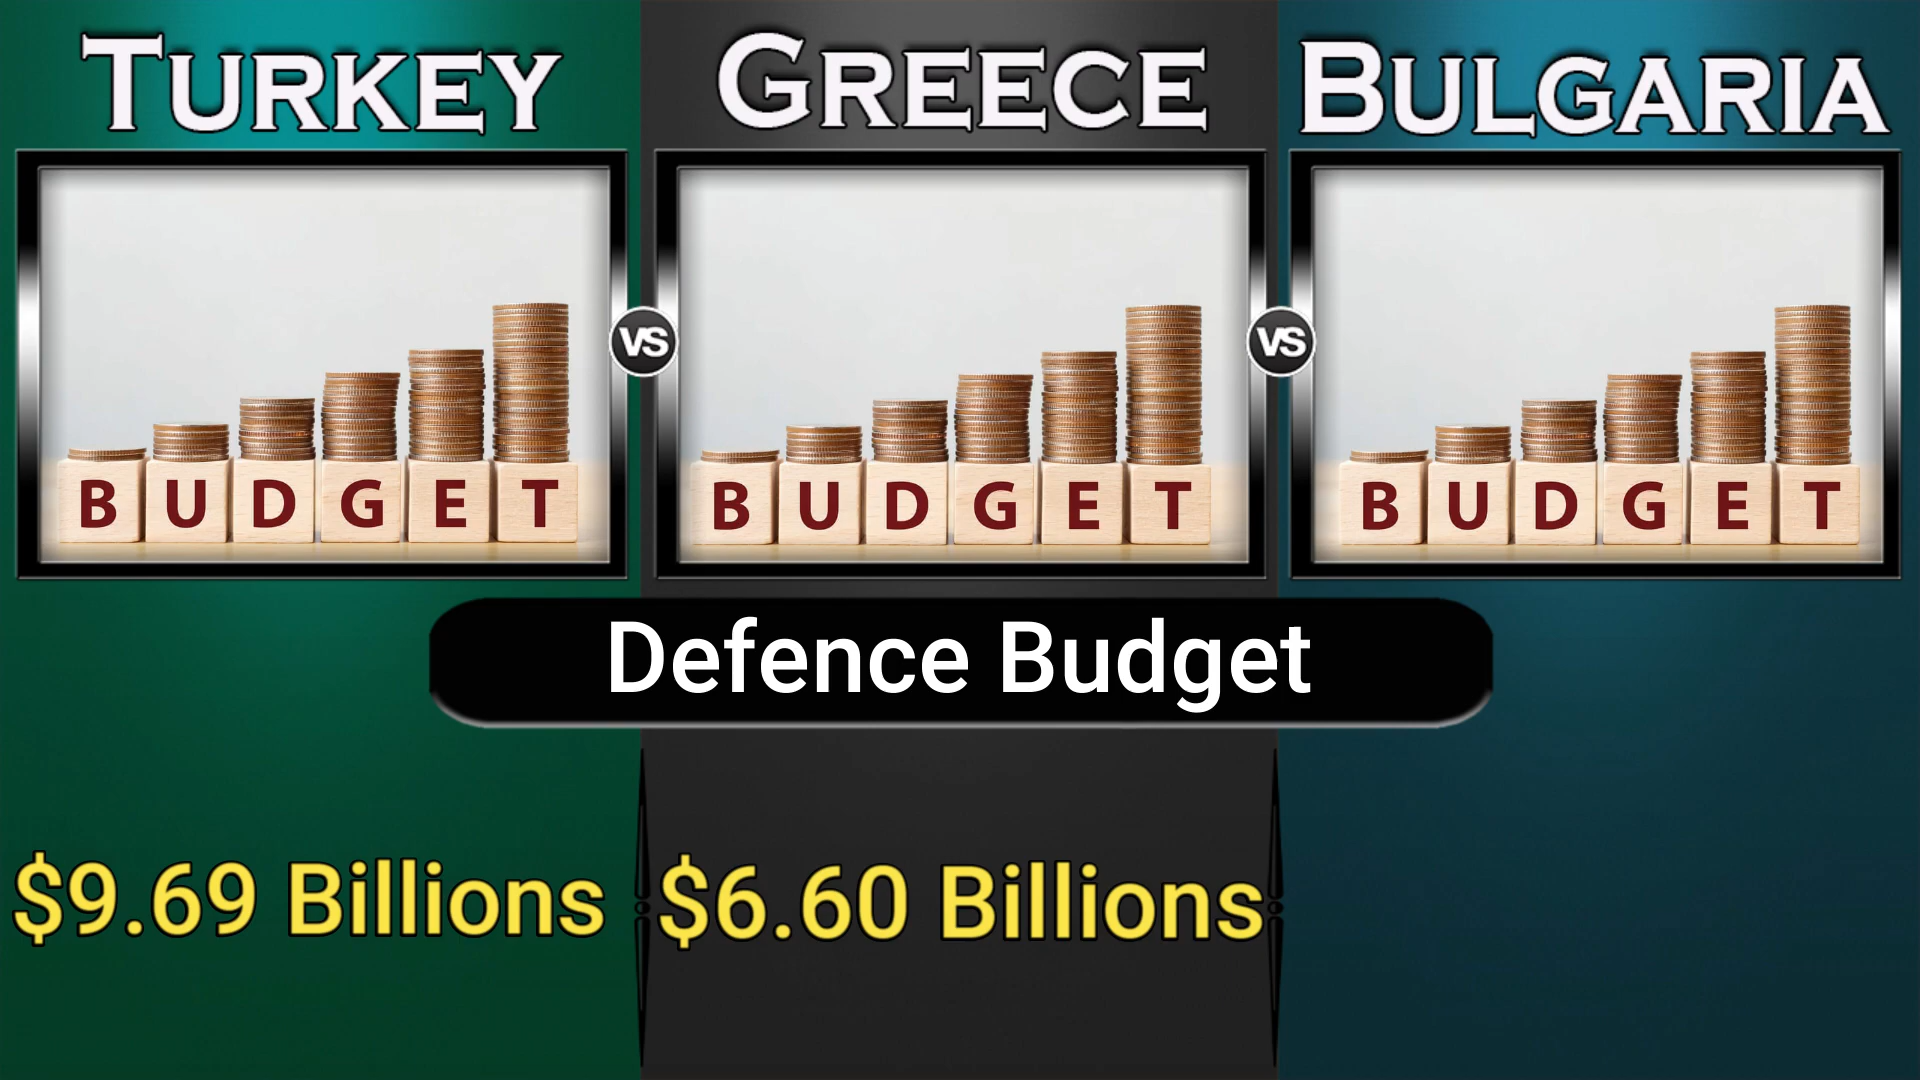 TURKEY
GREECE
BULGARIA
VS
VS
BUDGET
BUDGET
BUDGET
Defence Budget
$9.69 Billions
$6.60 Billions